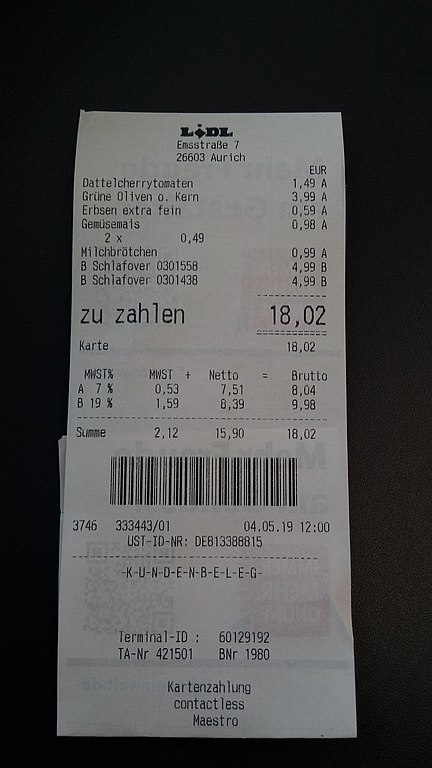 LIDL
Emsstraße 7
26603 Aurich
EUR
Dattelcherrytomaten 1,49 A
Grüne Oliven o. Kern 3,99 A
Erbsen extra fein 0,59 A
Gemüsemais 0,98 A
2 x 0,49
Milchbrötchen 0,99 A
B Schlafover 0301558 4,99 B
B Schlafover 0301438 4,99 B
zu zahlen 18,02
Karte 18,02
MWST% MWST + Netto = Brutto
A 7 % 0,53 7,51 8,04
B 19 % 1,59 8,39 9,98
Summe 2,12 15,90 18,02
3746 333443/01 04.05.19 12:00
UST-ID-NR: DE813388815
-K-U-N-D-E-N-B-E-L-E-G-
Terminal-ID : 60129192
TA-Nr 421501 BNr 1980
Kartenzahlung
contactless
Maestro